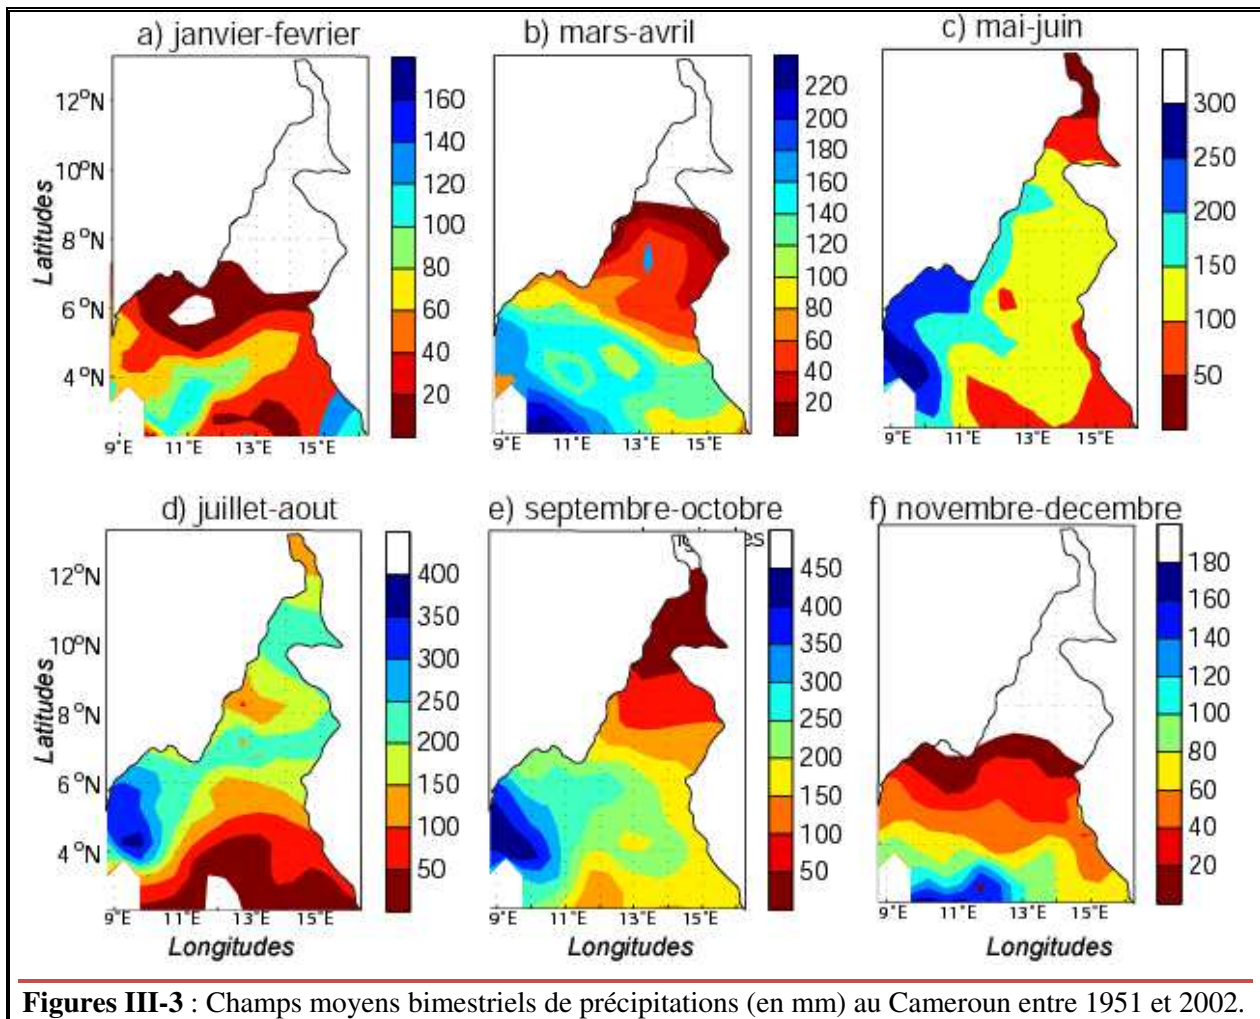 a) janvier-fevrier
b) mars-avril
c) mai-juin
12°N
10°N
8°N
6°N
4°N
Latitudes
9°E 11°E 13°E 15°E
160
140
120
100
80
60
40
20
9°E 11°E 13°E 15°E
220
200
180
160
140
120
100
80
60
40
20
9°E 11°E 13°E 15°E
300
250
200
150
100
50
d) juillet-aout
e) septembre-octobre
f) novembre-decembre
12°N
10°N
8°N
6°N
4°N
Latitudes
9°E 11°E 13°E 15°E
Longitudes
400
350
300
250
200
150
100
50
9°E 11°E 13°E 15°E
Longitudes
450
400
350
300
250
200
150
100
50
9°E 11°E 13°E 15°E
Longitudes
180
160
140
120
100
80
60
40
20
Figures III-3 : Champs moyens bimestriels de précipitations (en mm) au Cameroun entre 1951 et 2002.